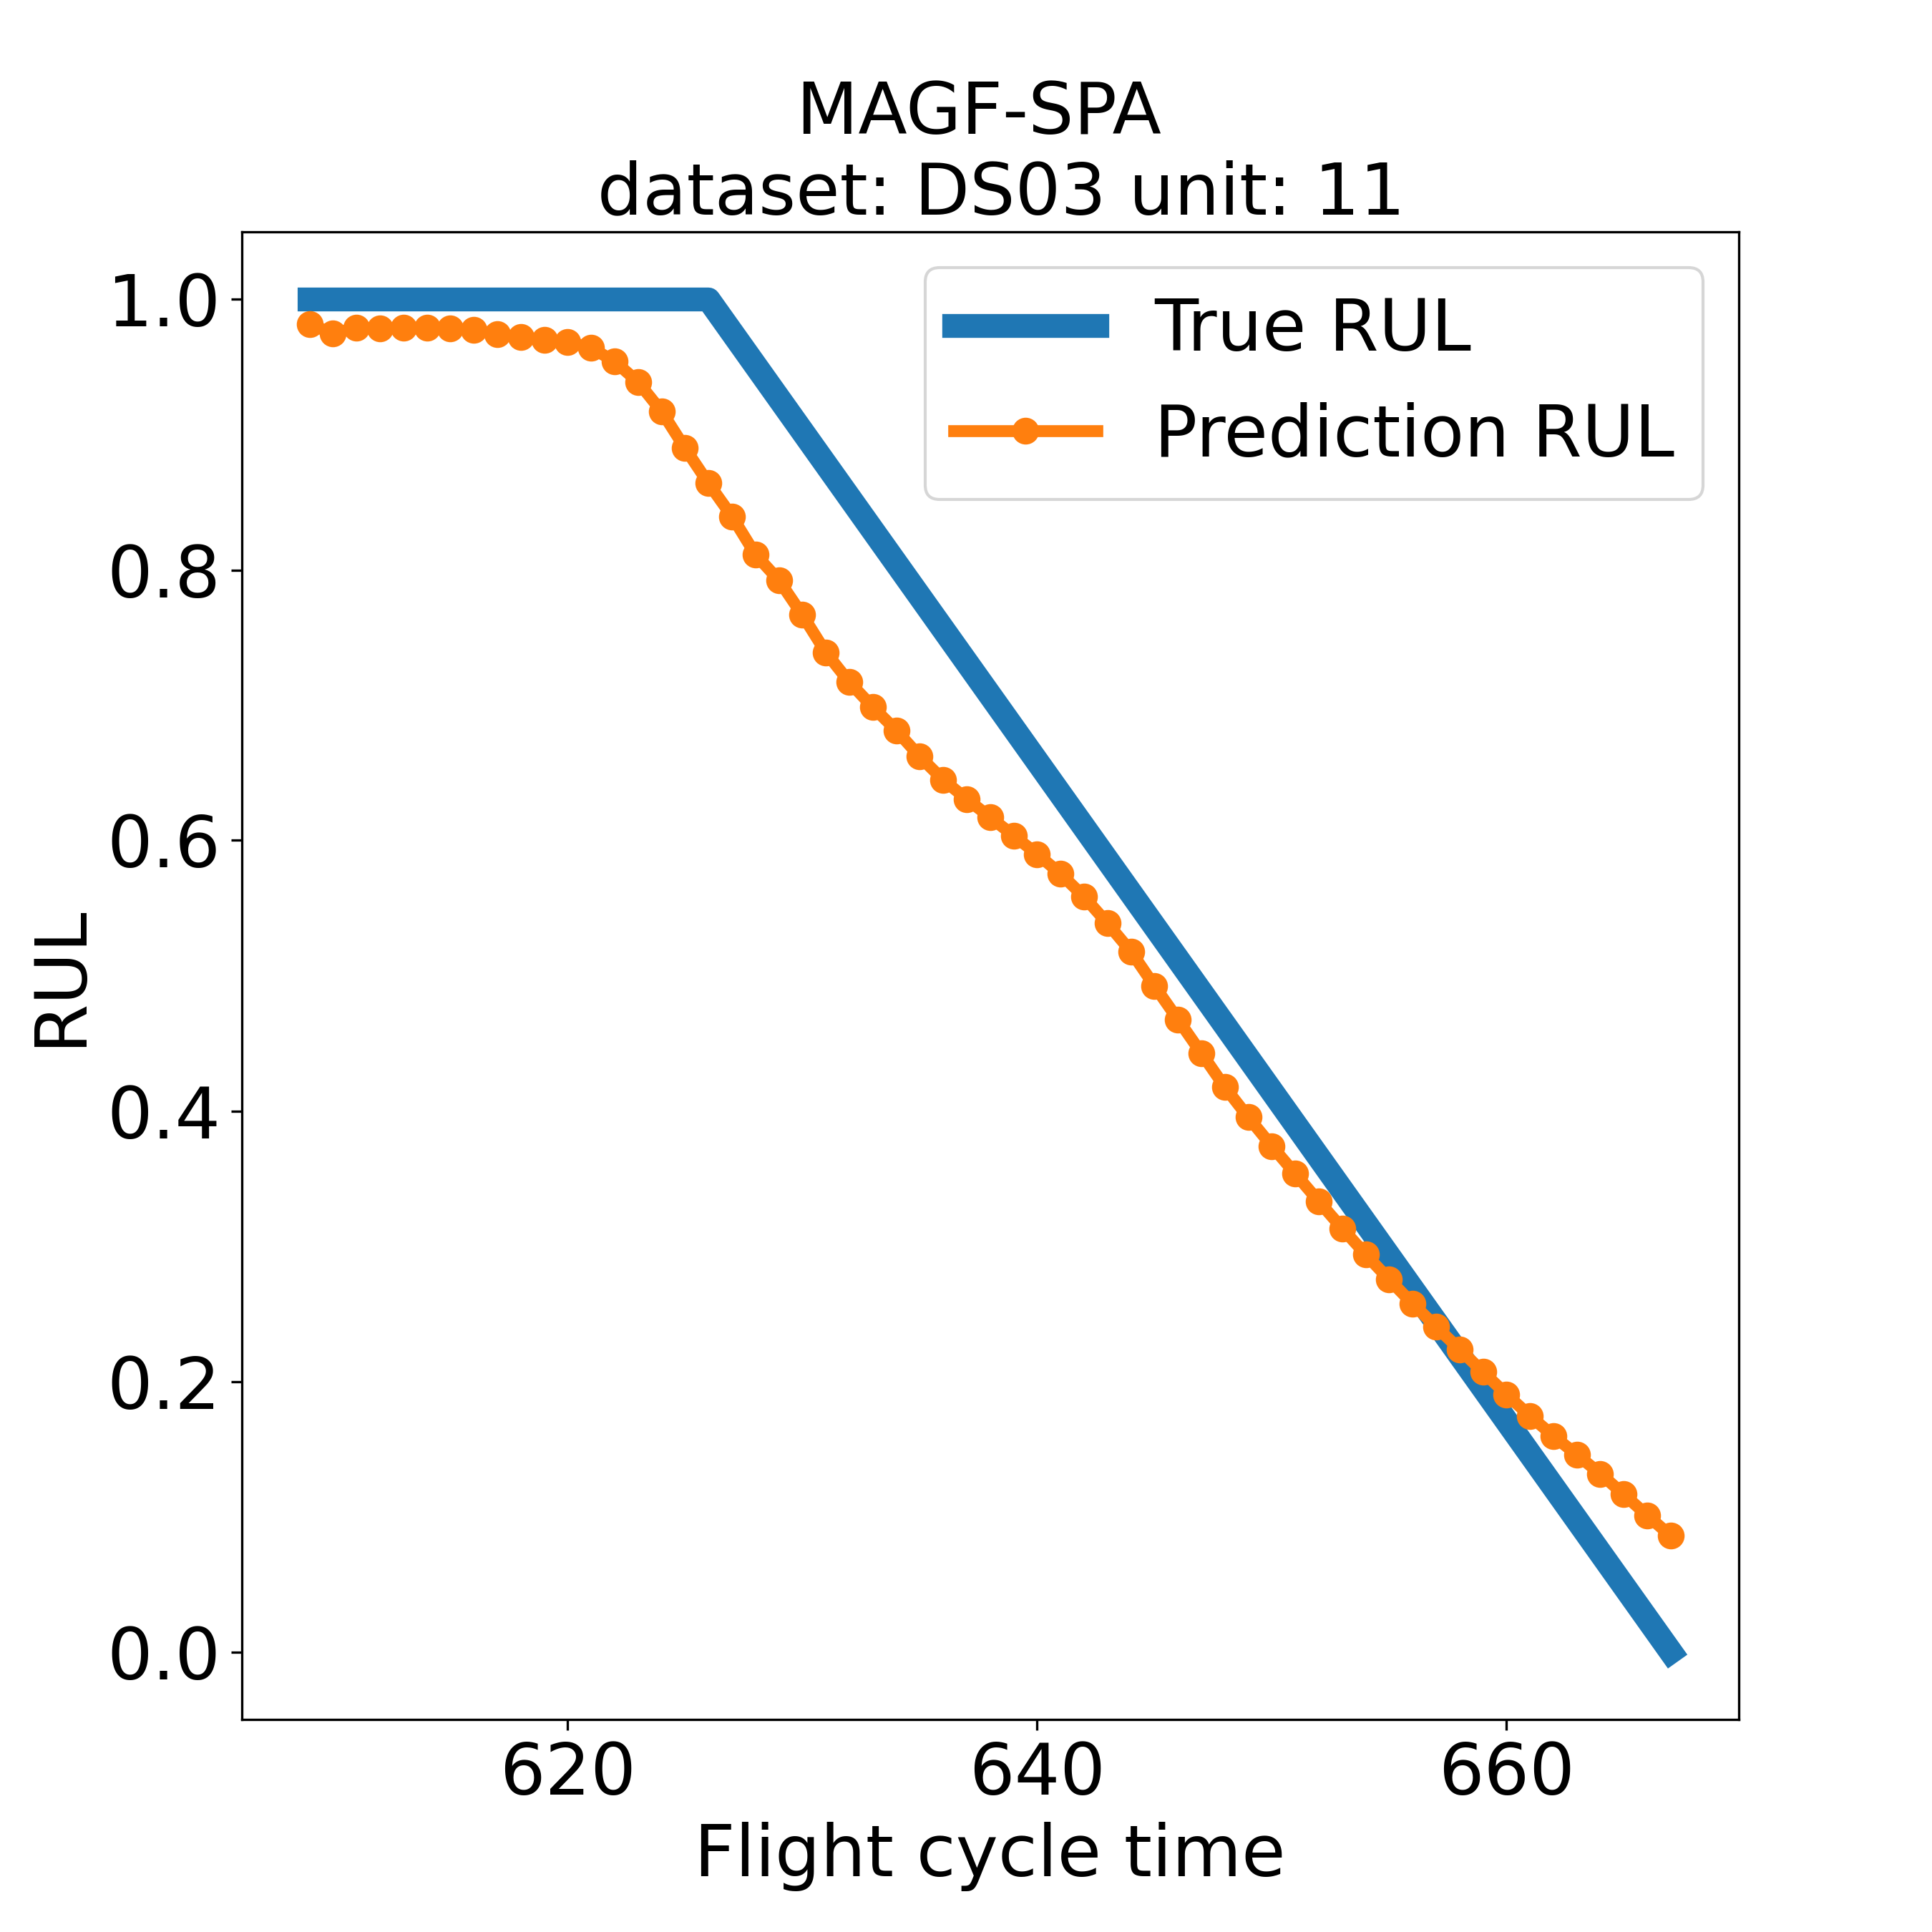 MAGF-SPA
dataset: DS03 unit: 11
True RUL
Prediction RUL
1.0
0.8
0.6
0.4
0.2
0.0
RUL
620 640 660
Flight cycle time